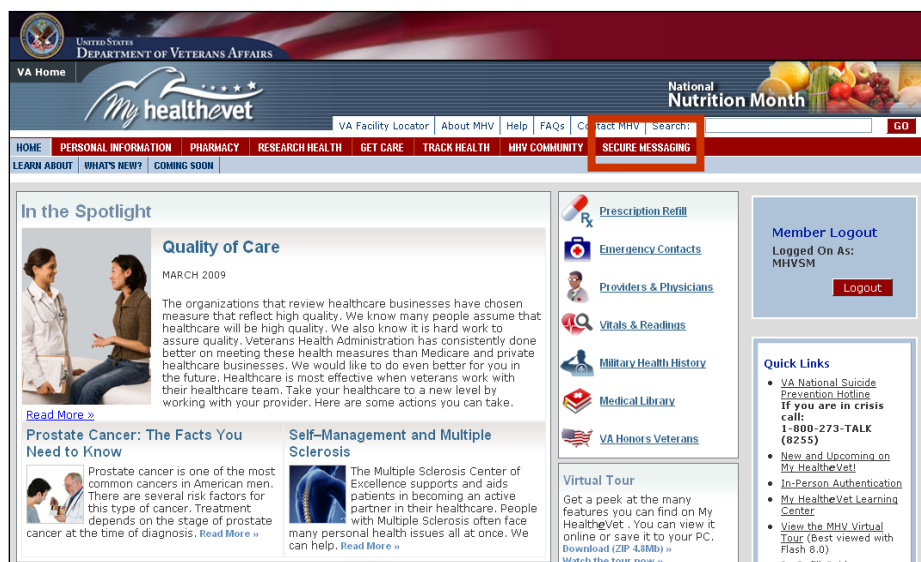 UNITED STATES
DEPARTMENT OF VETERANS AFFAIRS
VA Home
My healthevet
National
Nutrition Month
VA Facility Locator About MHV Help FAQs Contact MHV Search: GO
HOME PERSONAL INFORMATION PHARMACY RESEARCH HEALTH GET CARE TRACK HEALTH MHV COMMUNITY SECURE MESSAGING
LEARN ABOUT WHAT'S NEW? COMING SOON
In the Spotlight
Quality of Care
MARCH 2009
The organizations that review healthcare businesses have chosen
measure that reflect high quality. We know many people assume that
healthcare will be high quality. We also know it is hard work to
assure quality. Veterans Health Administration has consistently done
better on meeting these health measures than Medicare and private
healthcare businesses. We would like to do even better for you in
the future. Healthcare is most effective when veterans work with
their healthcare team. Take your healthcare to a new level by
working with your provider. Here are some actions you can take.
Read More »
Prostate Cancer: The Facts You
Need to Know
Prostate cancer is one of the most
common cancers in American men.
There are several risk factors for
this type of cancer. Treatment
depends on the stage of prostate
cancer at the time of diagnosis. Read More »
Self-Management and Multiple
Sclerosis
The Multiple Sclerosis Center of
Excellence supports and aids
patients in becoming an active
partner in their healthcare. People
with Multiple Sclerosis often face
many personal health issues all at once. We
can help. Read More »
Rx
Prescription Refill
Emergency Contacts
Providers & Physicians
Vitals & Readings
Military Health History
Medical Library
VA Honors Veterans
Virtual Tour
Get a peek at the many
features you can find on My
HealtheVet . You can view it
online or save it to your PC.
Download (ZIP 4.8Mb) »
Watch the tour now »
Member Logout
Logged On As:
MHVSM
Logout
Quick Links
VA National Suicide
Prevention Hotline
If you are in crisis
call:
1-800-273-TALK
(8255)
New and Upcoming on
My HealtheVet!
In-Person Authentication
My HealtheVet Learning
Center
View the MHV Virtual
Tour (Best viewed with
Flash 8.0)